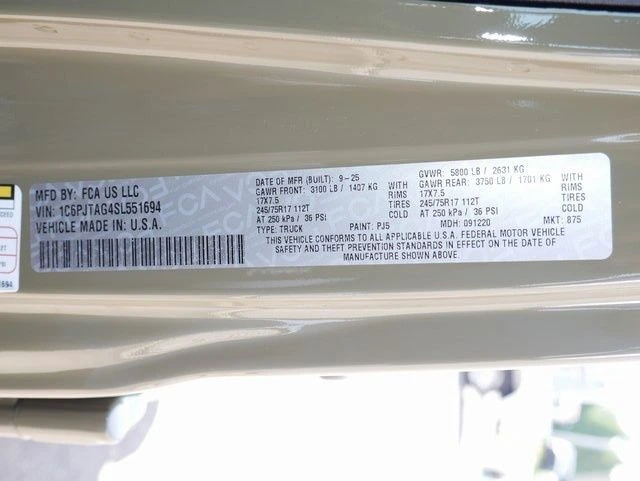 MFD BY: FCA US LLC
VIN: 1C6PJTAG4SL551694
VEHICLE MADE IN: U.S.A.
DATE OF MFR (BUILT): 9-25
GAWR FRONT: 3100 LB / 1407 KG WITH
17X7.5 RIMS
245/75R17 112T TIRES
AT 250 kPa / 36 PSI COLD
TYPE: TRUCK
PAINT: PJ5
GVWR: 5800 LB / 2631 KG
GAWR REAR: 3750 LB / 1701 KG WITH
17X7.5 RIMS
245/75R17 112T TIRES
AT 250 kPa / 36 PSI COLD
MDH: 091220
MKT: 875
THIS VEHICLE CONFORMS TO ALL APPLICABLE U.S.A. FEDERAL MOTOR VEHICLE
SAFETY AND THEFT PREVENTION STANDARDS IN EFFECT ON THE DATE OF
MANUFACTURE SHOWN ABOVE.